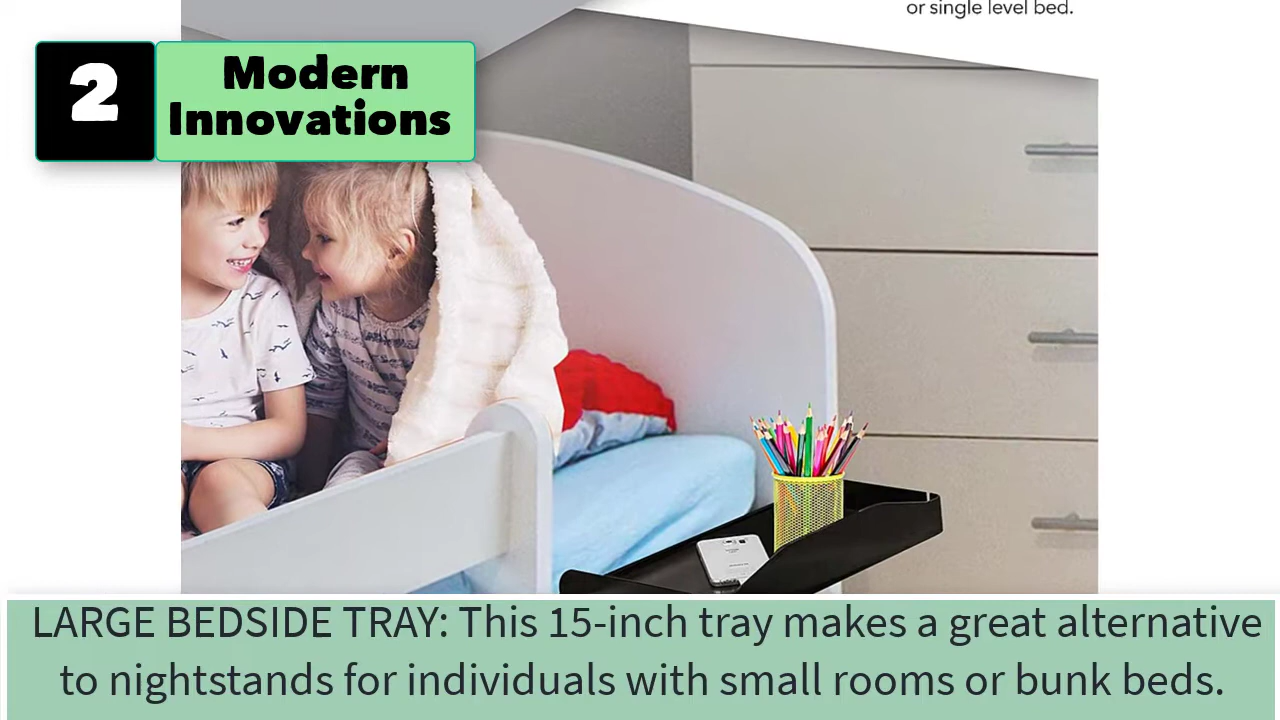 or single level bed.
2
Modern
Innovations
LARGE BEDSIDE TRAY: This 15-inch tray makes a great alternative
to nightstands for individuals with small rooms or bunk beds.